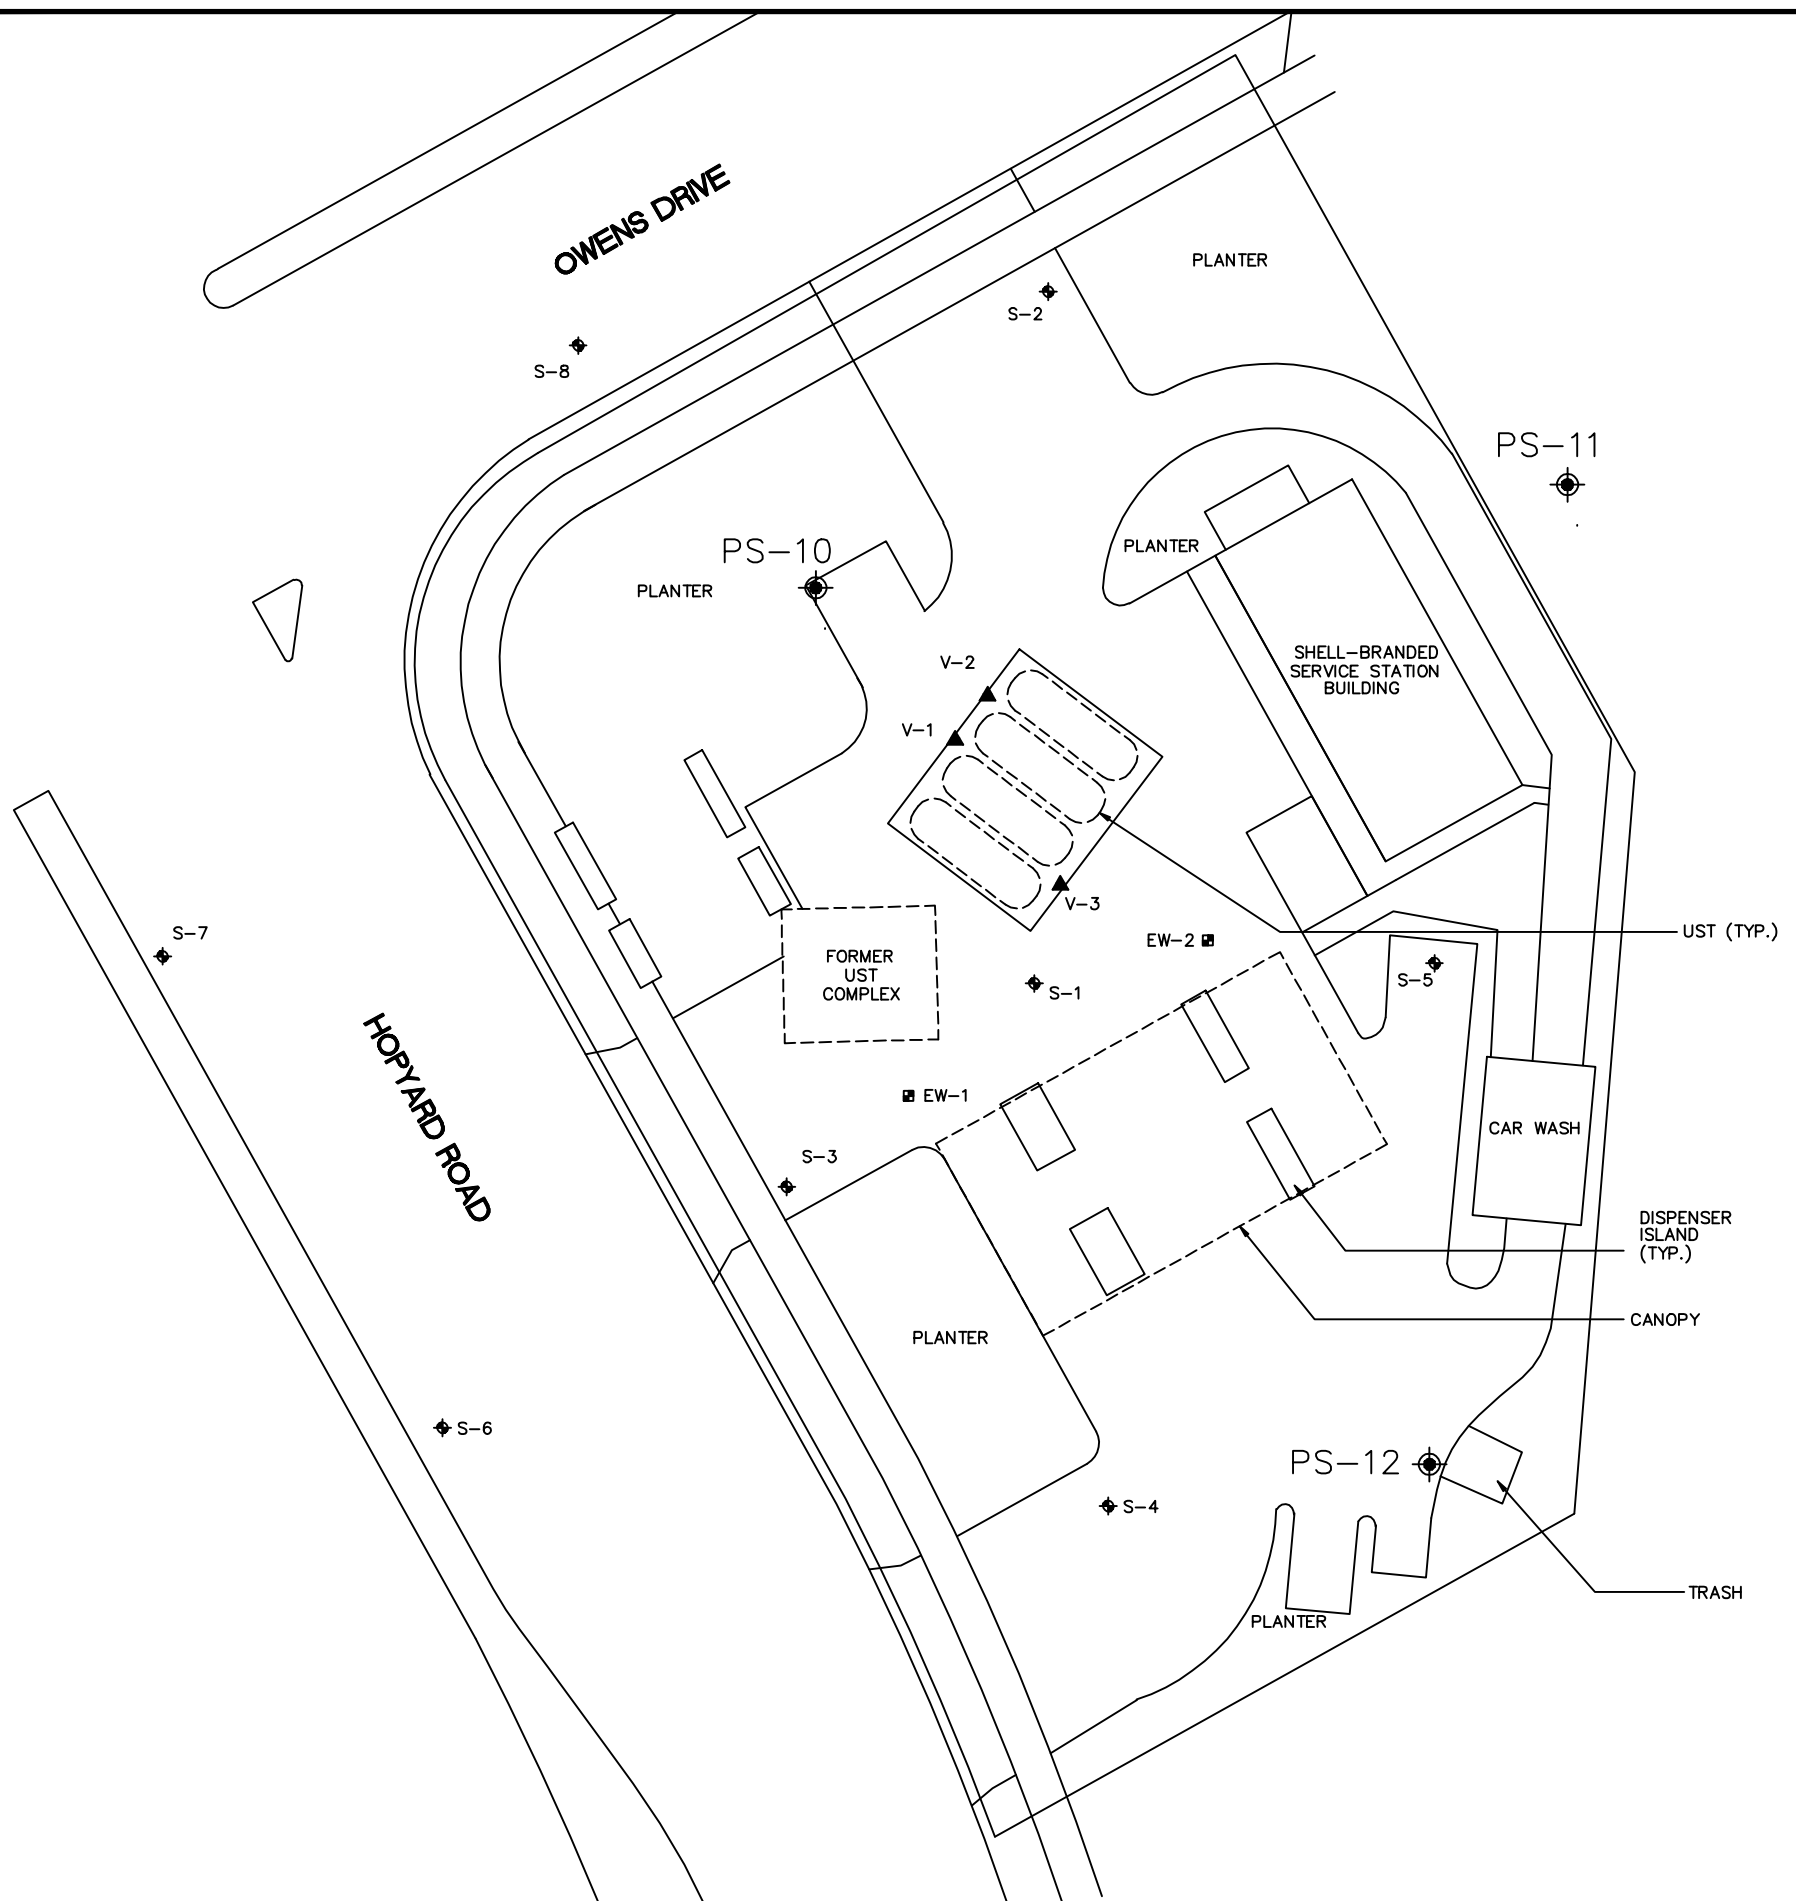 OWENS DRIVE
PLANTER
S-2
S-8
PS-11
PS-10
PLANTER
PLANTER
SHELL-BRANDED
SERVICE STATION
BUILDING
V-2
V-1
V-3
UST (TYP.)
S-7
EW-2
FORMER
UST
COMPLEX
S-1
S-5
HOPYARD ROAD
EW-1
CAR WASH
S-3
DISPENSER
ISLAND
(TYP.)
CANOPY
PLANTER
S-6
PS-12
S-4
TRASH
PLANTER